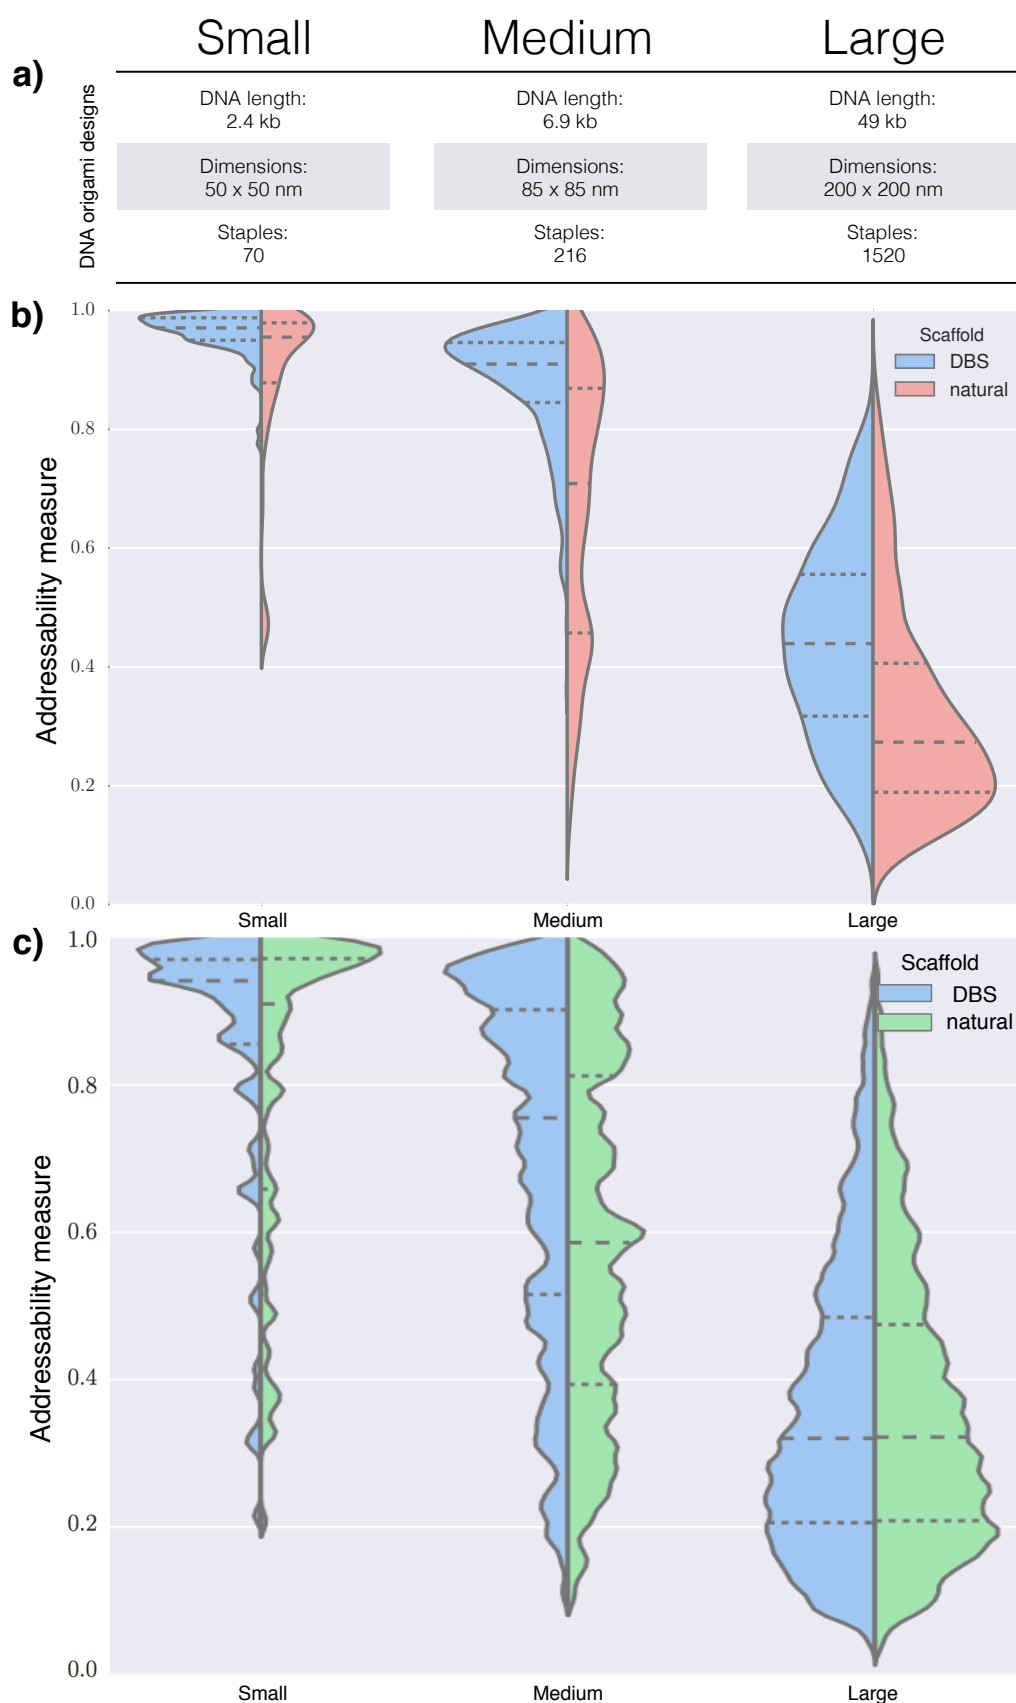 Small Medium Large
a)
DNA origami designs
DNA length: DNA length: DNA length:
2.4 kb 6.9 kb 49 kb
Dimensions: Dimensions: Dimensions:
50 x 50 nm 85 x 85 nm 200 x 200 nm
Staples: Staples: Staples:
70 216 1520
b)
Addressability measure
1.0
0.8
0.6
0.4
0.2
0.0
Scaffold
DBS
natural
Small Medium Large
c)
Addressability measure
1.0
0.8
0.6
0.4
0.2
0.0
Scaffold
DBS
natural
Small Medium Large